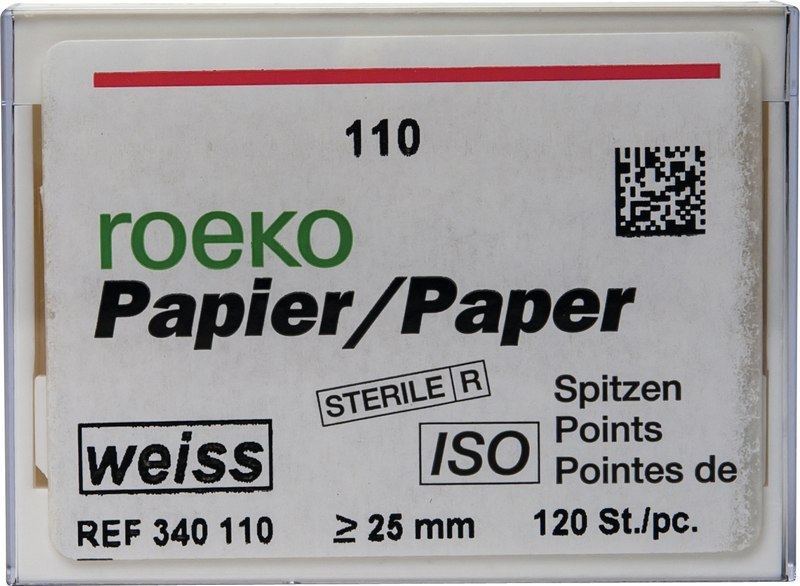 110
roeko
Papier/Paper
STERILE R
Spitzen
Points
Pointes de
weiss
ISO
REF 340 110
≥ 25 mm
120 St./pc.